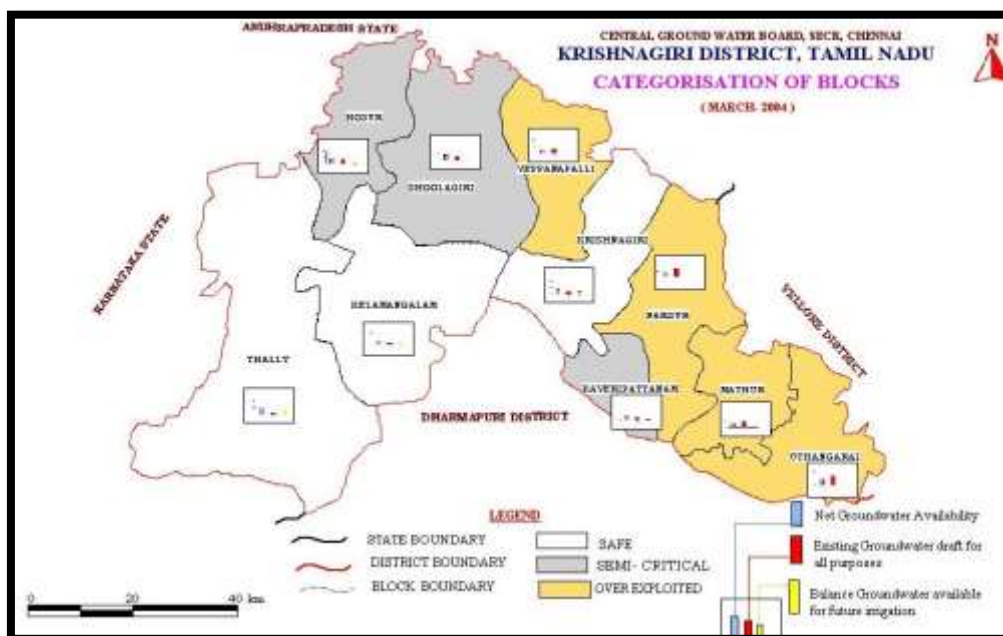 ANDHRAPRADESH STATE
CENTRAL GROUND WATER BOARD, SECR, CHENNAI
KRISHNAGIRI DISTRICT, TAMIL NADU
N
CATEGORISATION OF BLOCKS
( MARCH- 2004 )
HOSUR
VEPPANAPALLI
SHOOLAGIRI
KARNATAKA STATE
KRISHNAGIRI
KELAMANGALAM
BARGUR
VELLORE DISTRICT
THALLY
KAVERIPATTANAM
MATHUR
DHARMAPURI DISTRICT
UTHANGARAI
LEGEND
STATE BOUNDARY
DISTRICT BOUNDARY
BLOCK BOUNDARY
SAFE
SEMI- CRITICAL
OVER EXPLOITED
Net Groundwater Availability
Existing Groundwater draft for
all purposes
Balance Groundwater available
for future irrigation
0 20 40 km